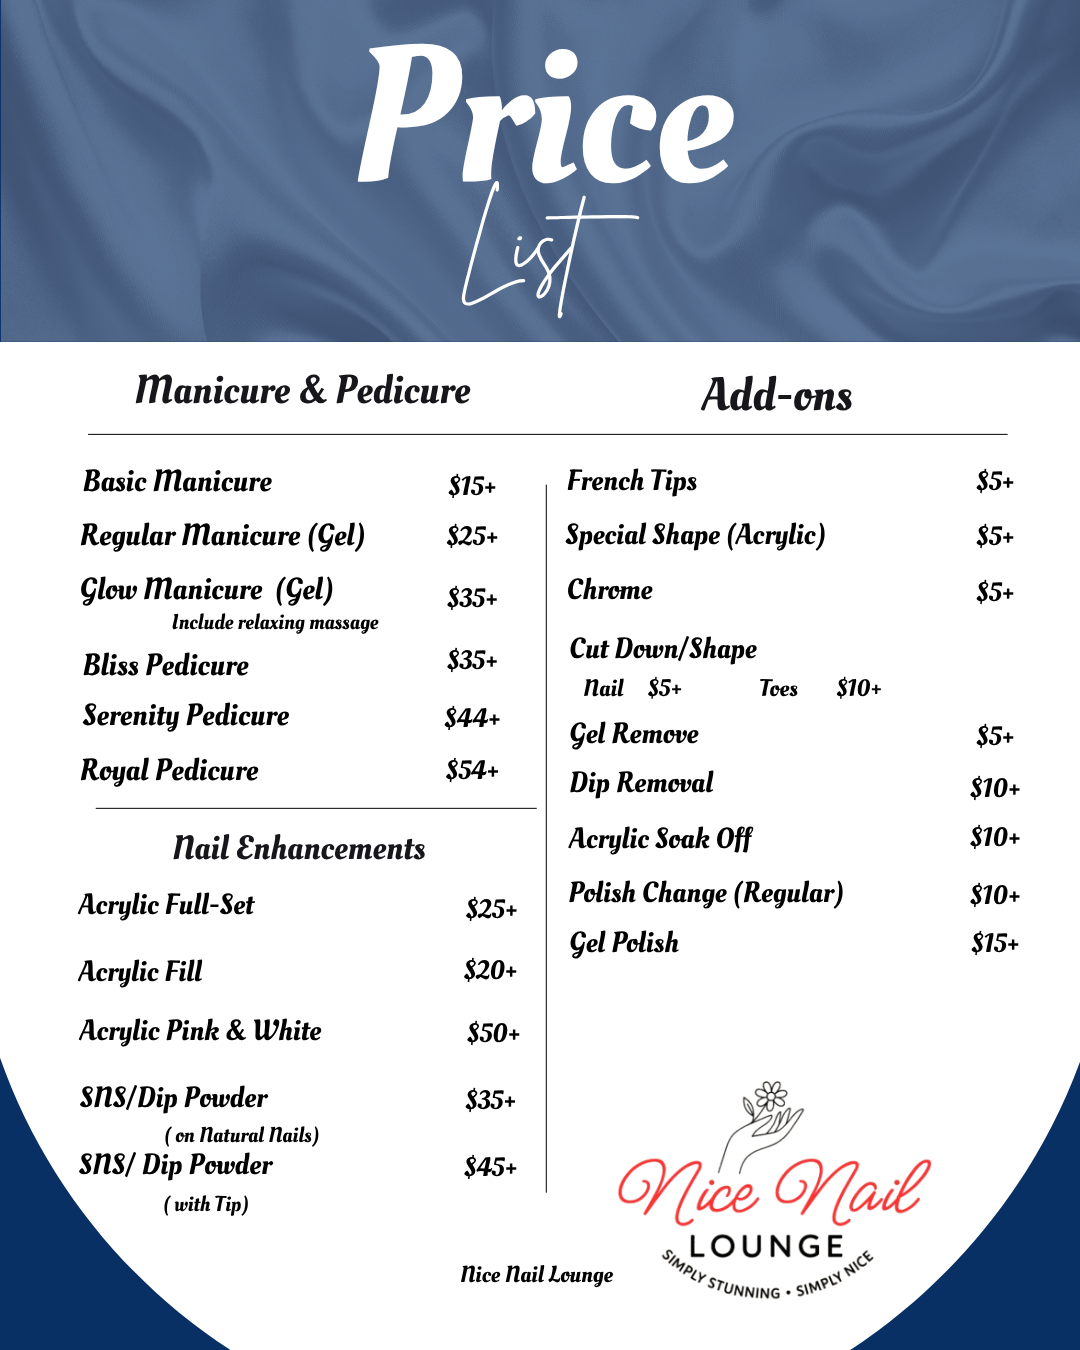 Price
List
Manicure & Pedicure
Basic Manicure $15+
Regular Manicure (Gel) $25+
Glow Manicure (Gel) $35+
Include relaxing massage
Bliss Pedicure $35+
Serenity Pedicure $44+
Royal Pedicure $54+
Nail Enhancements
Acrylic Full-Set $25+
Acrylic Fill $20+
Acrylic Pink & White $50+
SNS/Dip Powder $35+
( on Natural Nails)
SNS/ Dip Powder $45+
( with Tip)
Add-ons
French Tips $5+
Special Shape (Acrylic) $5+
Chrome $5+
Cut Down/Shape
Nail $5+ Toes $10+
Gel Remove $5+
Dip Removal $10+
Acrylic Soak Off $10+
Polish Change (Regular) $10+
Gel Polish $15+
Nice Nail
LOUNGE
SIMPLY STUNNING • SIMPLY NICE
Nice Nail Lounge